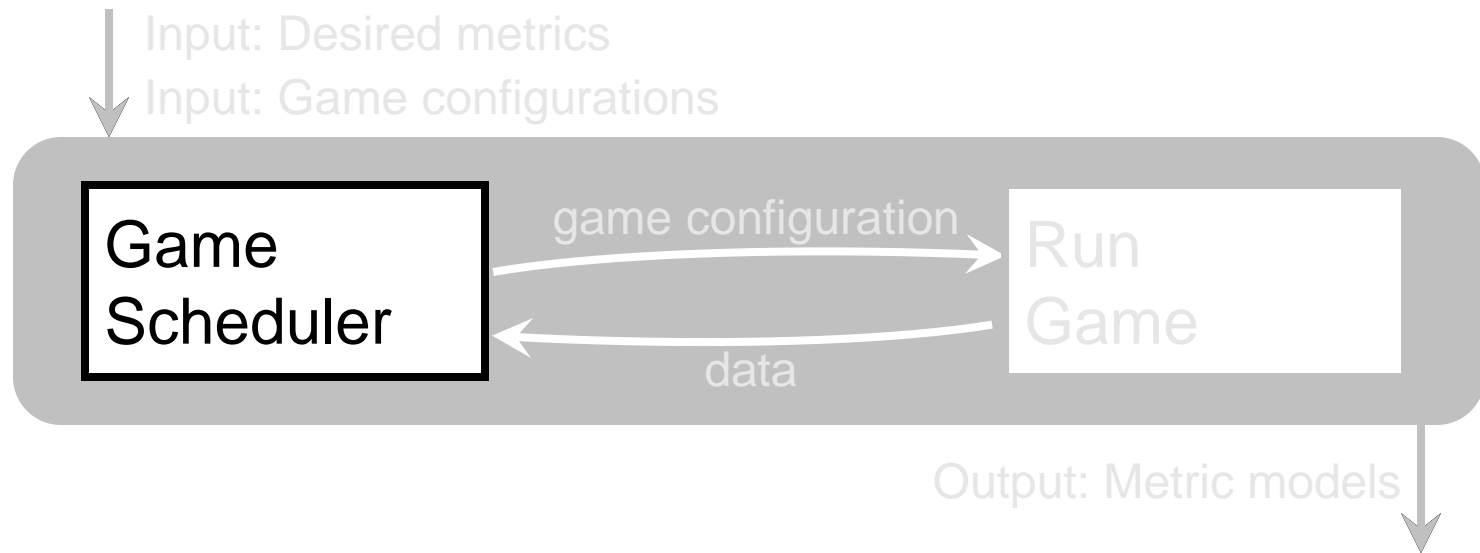 Input: Desired metrics
Input: Game configurations
Game
Scheduler
game configuration
Run
Game
data
Output: Metric models